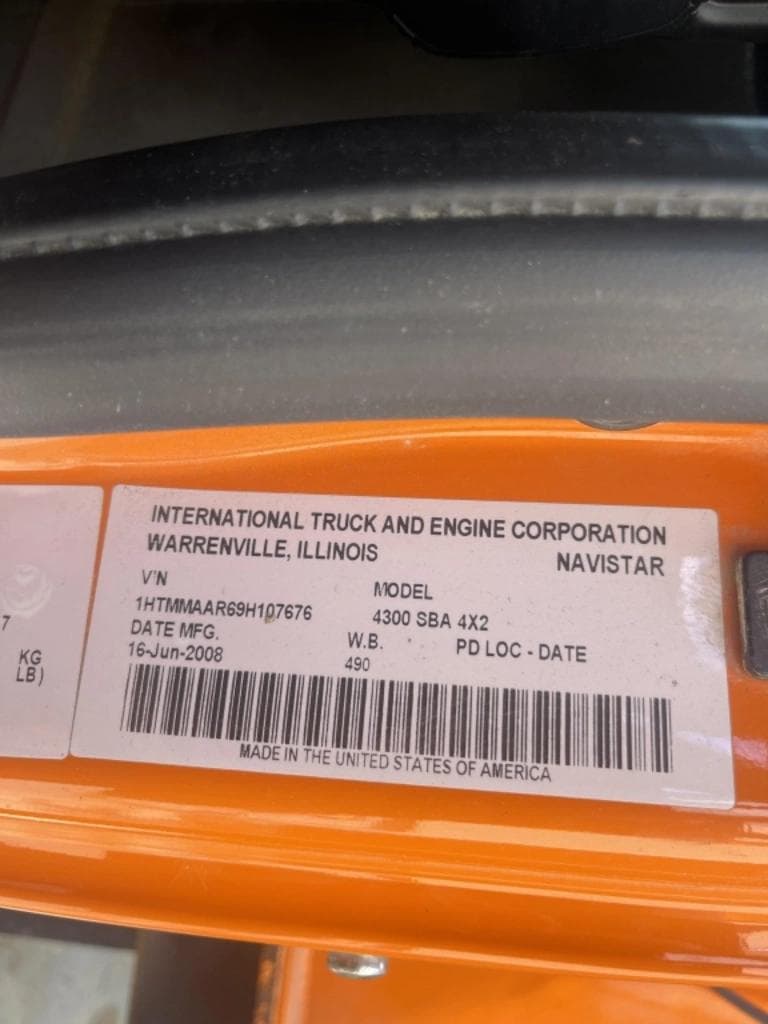 INTERNATIONAL TRUCK AND ENGINE CORPORATION
WARRENVILLE, ILLINOIS NAVISTAR
V'N MODEL
1HTMMAAR69H107676 4300 SBA 4X2
DATE MFG. W.B. PD LOC - DATE
16-Jun-2008 490
MADE IN THE UNITED STATES OF AMERICA
7
KG
LB)